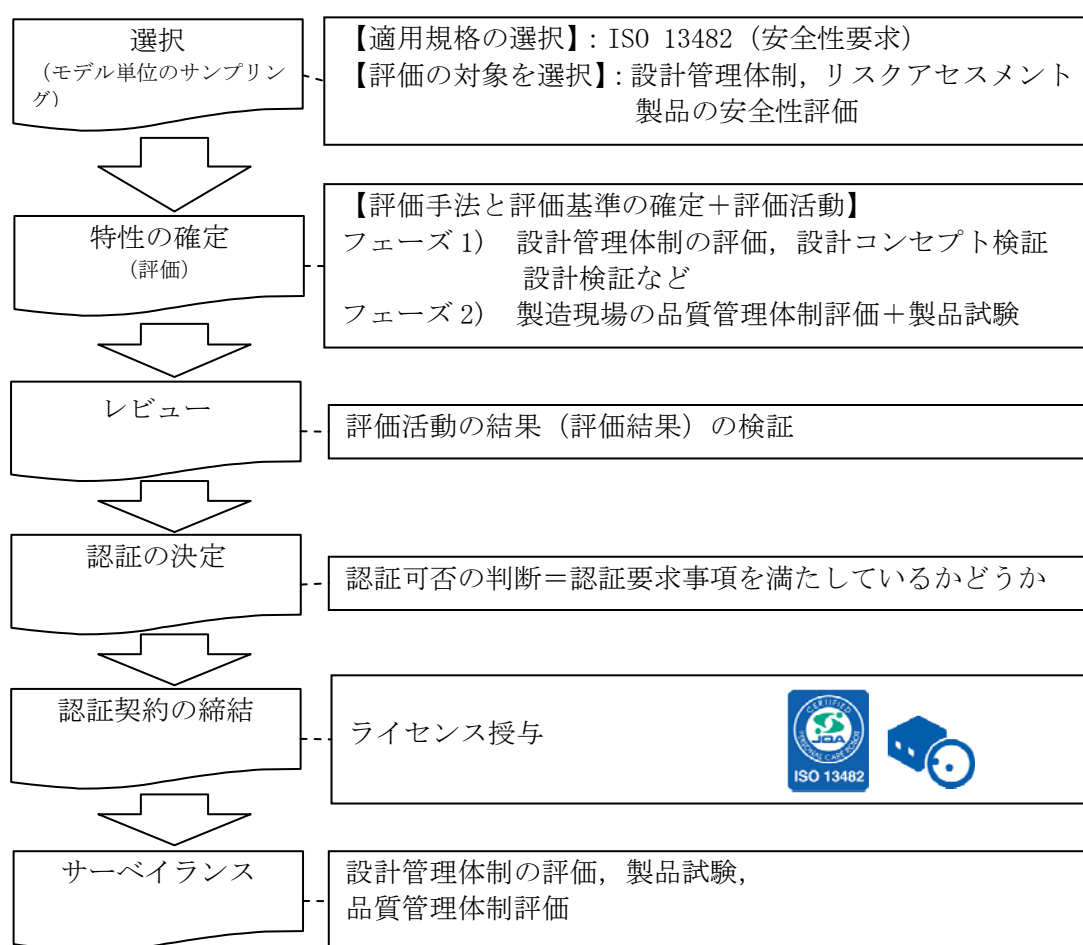 選択
(モデル単位のサンプリン
グ)
【適用規格の選択】: ISO 13482 (安全性要求)
【評価の対象を選択】: 設計管理体制, リスクアセスメント
製品の安全性評価
特性の確定
(評価)
【評価手法と評価基準の確定+評価活動】
フェーズ 1) 設計管理体制の評価, 設計コンセプト検証
設計検証など
フェーズ 2) 製造現場の品質管理体制評価+製品試験
レビュー
評価活動の結果 (評価結果) の検証
認証の決定
認証可否の判断=認証要求事項を満たしているかどうか
認証契約の締結
ライセンス授与
CERTIFIED
JQA
PERSONAL CARE ROBOT
ISO 13482
サーベイランス
設計管理体制の評価, 製品試験,
品質管理体制評価